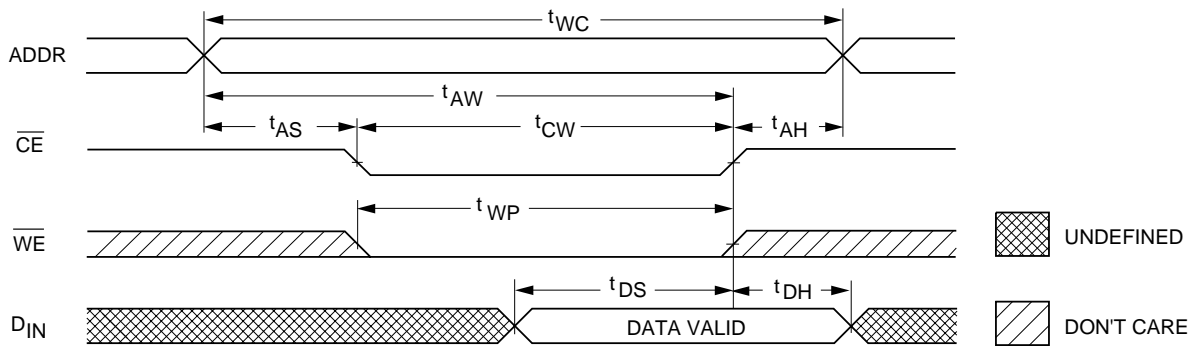 tWC
ADDR
tAW
tAS
tCW
tAH
CE
tWP
WE
UNDEFINED
tDS
tDH
DIN
DATA VALID
DON'T CARE